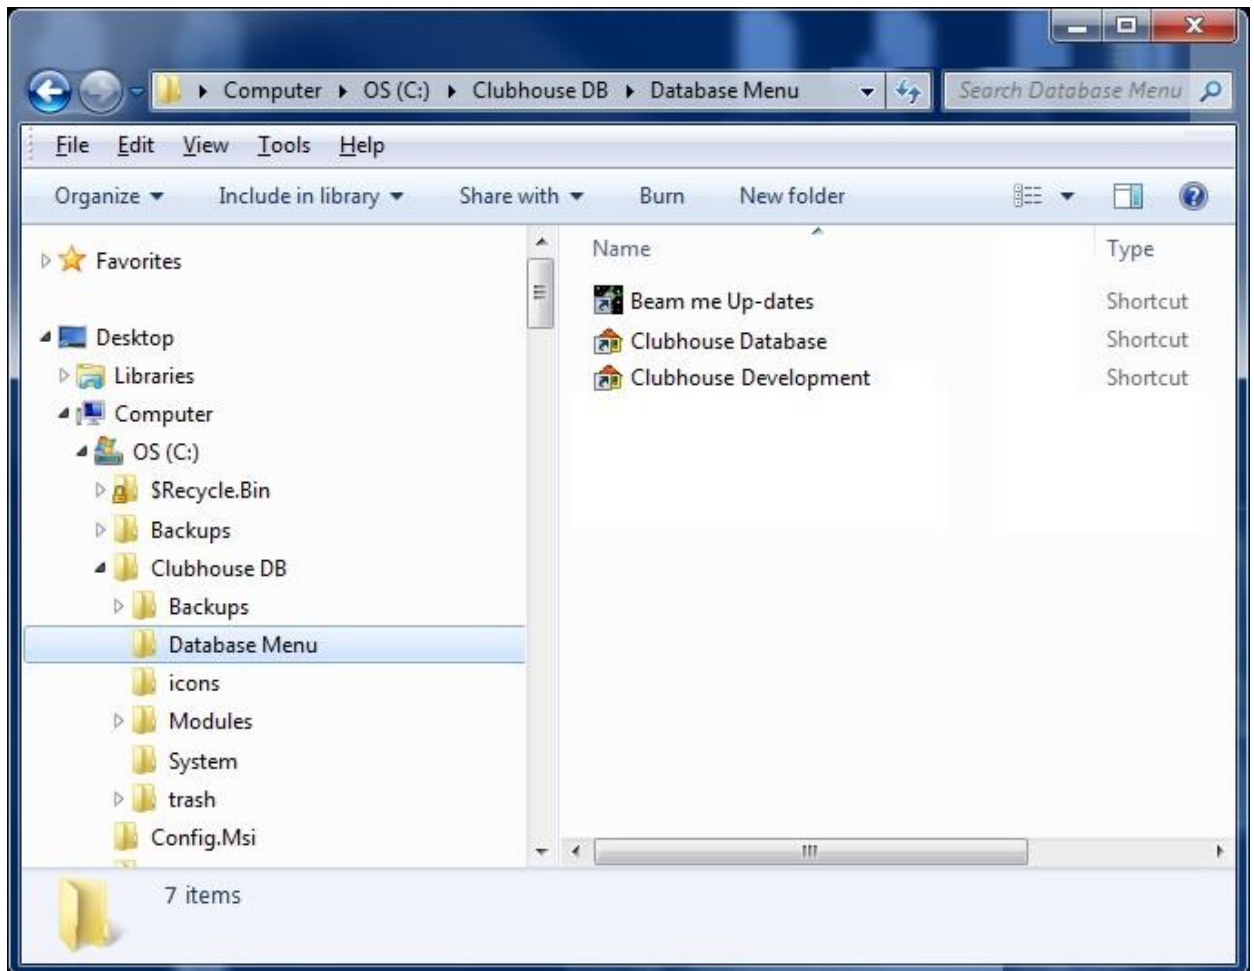 Computer ▸ OS (C:) ▸ Clubhouse DB ▸ Database Menu
Search Database Menu
File Edit View Tools Help
Organize Include in library Share with Burn New folder
Name Type
Favorites
Desktop
Libraries
Computer
OS (C:)
$Recycle.Bin
Backups
Clubhouse DB
Backups
Database Menu
icons
Modules
System
trash
Config.Msi
Beam me Up-dates Shortcut
Clubhouse Database Shortcut
Clubhouse Development Shortcut
7 items